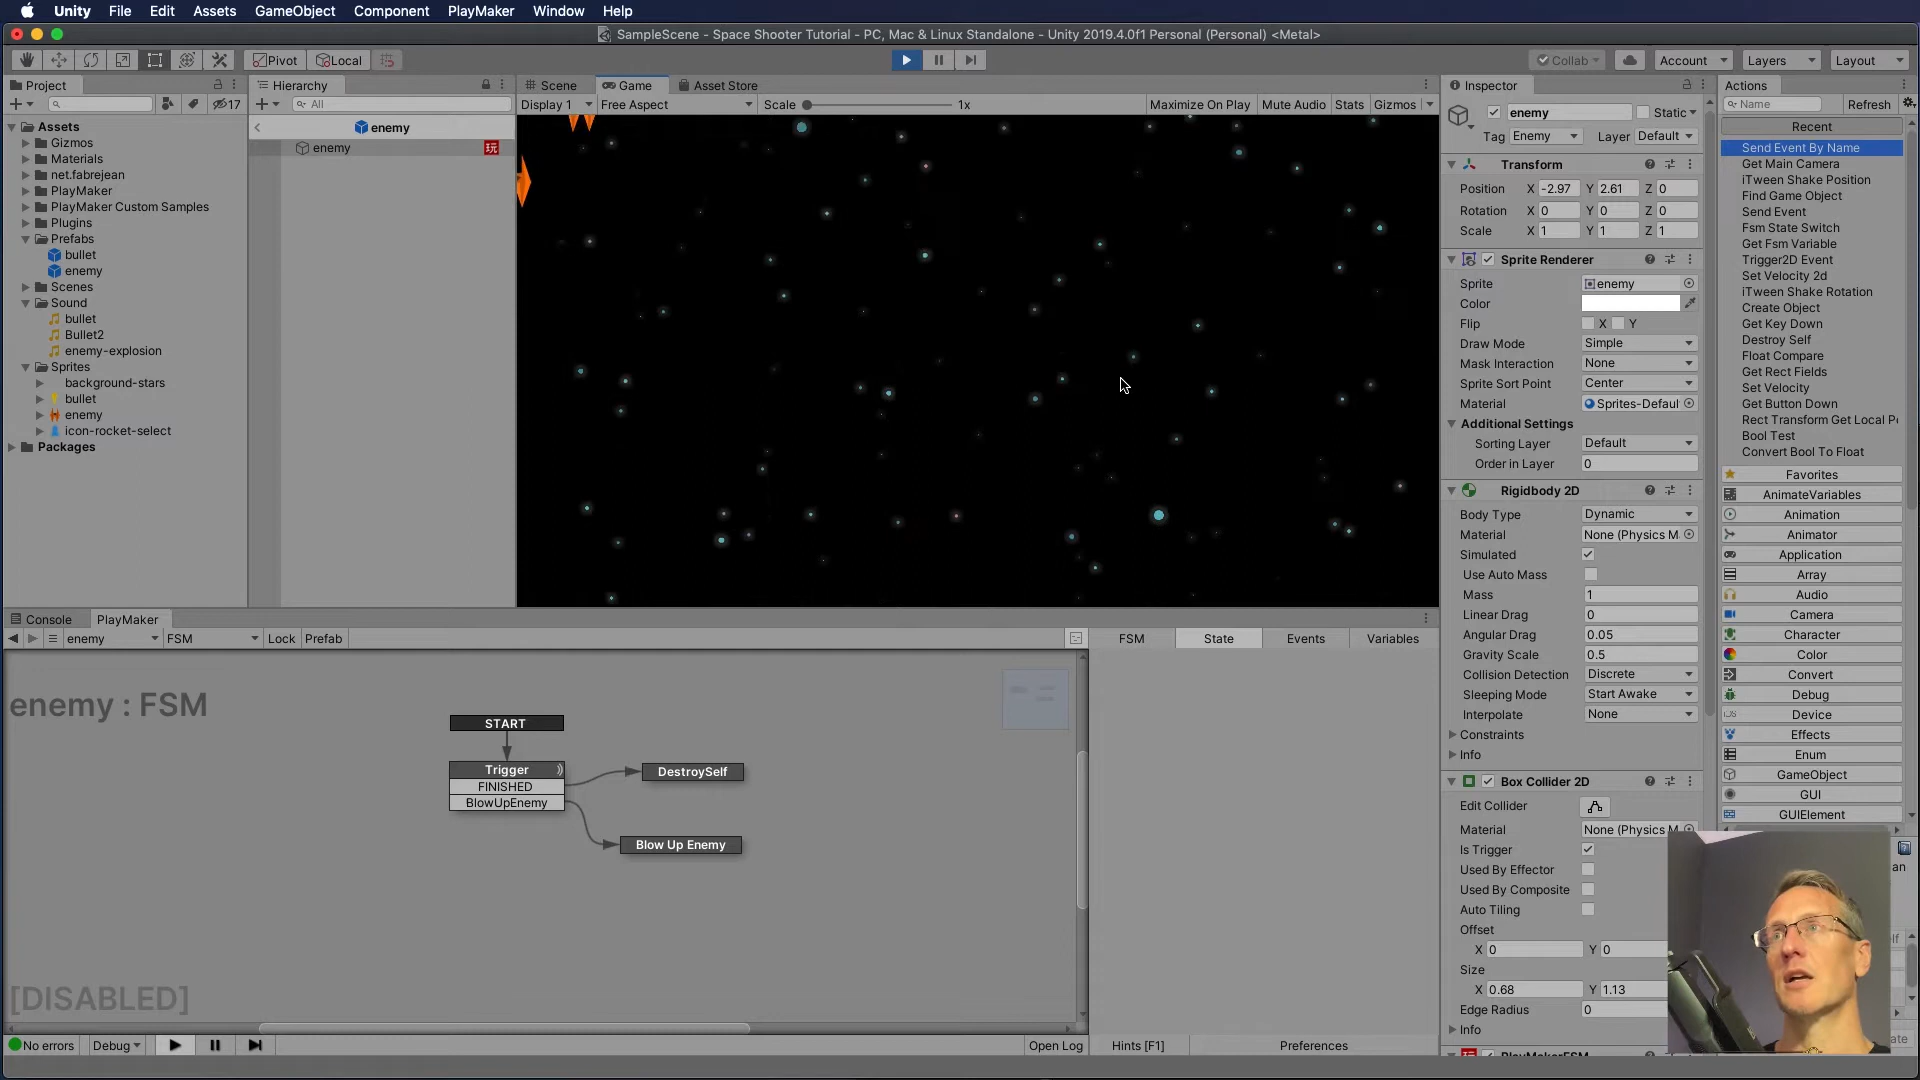 Unity File Edit Assets GameObject Component PlayMaker Window Help
SampleScene - Space Shooter Tutorial - PC, Mac & Linux Standalone - Unity 2019.4.0f1 Personal (Personal) <Metal>
Pivot Local Collab Account Layers Layout
Project
17
Assets
Gizmos
Materials
net.fabrejean
PlayMaker
PlayMaker Custom Samples
Plugins
Prefabs
bullet
enemy
Scenes
Sound
bullet
Bullet2
enemy-explosion
Sprites
background-stars
bullet
enemy
icon-rocket-select
Packages
Hierarchy
All
enemy
enemy
玩
Scene Game Asset Store
Display 1 Free Aspect Scale 1x Maximize On Play Mute Audio Stats Gizmos
Console PlayMaker
enemy FSM Lock Prefab
enemy : FSM
START
Trigger
FINISHED
BlowUpEnemy
DestroySelf
Blow Up Enemy
[DISABLED]
No errors Debug Open Log
FSM State Events Variables
Hints [F1] Preferences
Inspector
enemy Static
Tag Enemy Layer Default
Transform
Position X -2.97 Y 2.61 Z 0
Rotation X 0 Y 0 Z 0
Scale X 1 Y 1 Z 1
Sprite Renderer
Sprite enemy
Color
Flip X Y
Draw Mode Simple
Mask Interaction None
Sprite Sort Point Center
Material Sprites-Defaul
Additional Settings
Sorting Layer Default
Order in Layer 0
Rigidbody 2D
Body Type Dynamic
Material None (Physics M
Simulated
Use Auto Mass
Mass 1
Linear Drag 0
Angular Drag 0.05
Gravity Scale 0.5
Collision Detection Discrete
Sleeping Mode Start Awake
Interpolate None
Constraints
Info
Box Collider 2D
Edit Collider
Material None (Physics M
Is Trigger
Used By Effector
Used By Composite
Auto Tiling
Offset
X 0 Y 0
Size
X 0.68 Y 1.13
Edge Radius 0
Info
PlayMakerFSM
Actions
Name Refresh
Recent
Send Event By Name
Get Main Camera
iTween Shake Position
Find Game Object
Send Event
Fsm State Switch
Get Fsm Variable
Trigger2D Event
Set Velocity 2d
iTween Shake Rotation
Create Object
Get Key Down
Destroy Self
Float Compare
Get Rect Fields
Set Velocity
Get Button Down
Rect Transform Get Local P
Bool Test
Convert Bool To Float
Favorites
AnimateVariables
Animation
Animator
Application
Array
Audio
Camera
Character
Color
Convert
Debug
Device
Effects
Enum
GameObject
GUI
GUIElement